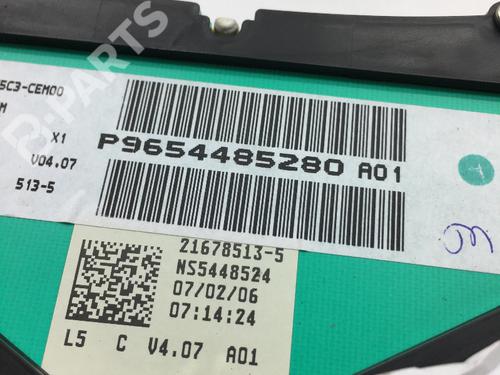 B-PARTS
5C3-CEM00
M
X1
V04.07
513-5
P9654485280 A01
T
21678513-5
NS5448524
07/02/06
07:14:24
L5 C V4.07 A01